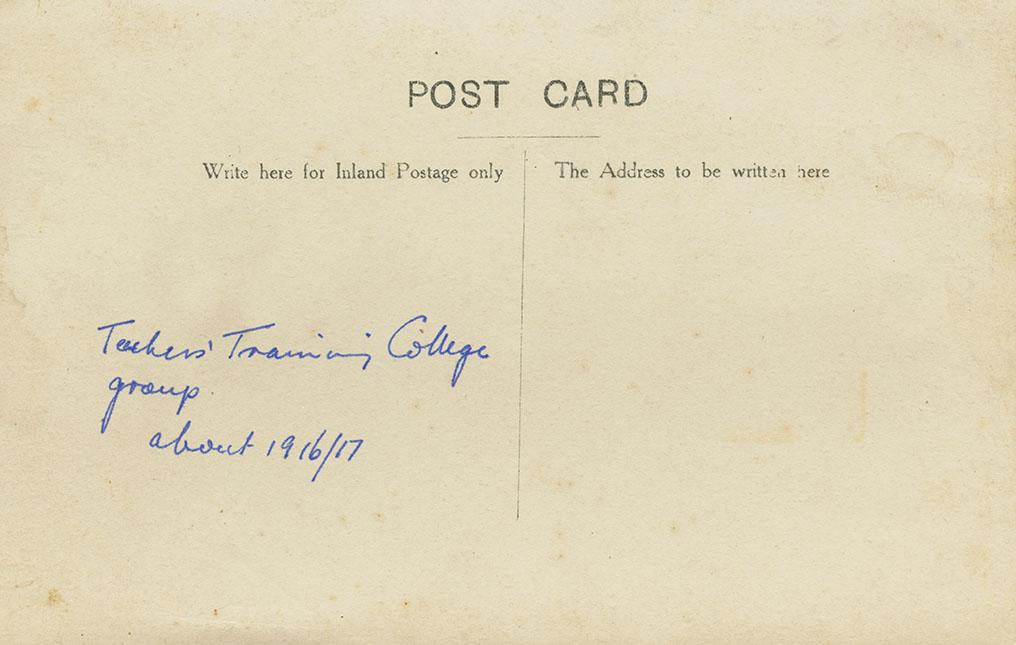 POST CARD
Write here for Inland Postage only
The Address to be written here
Teachers' Training College
group.
about 1916/17